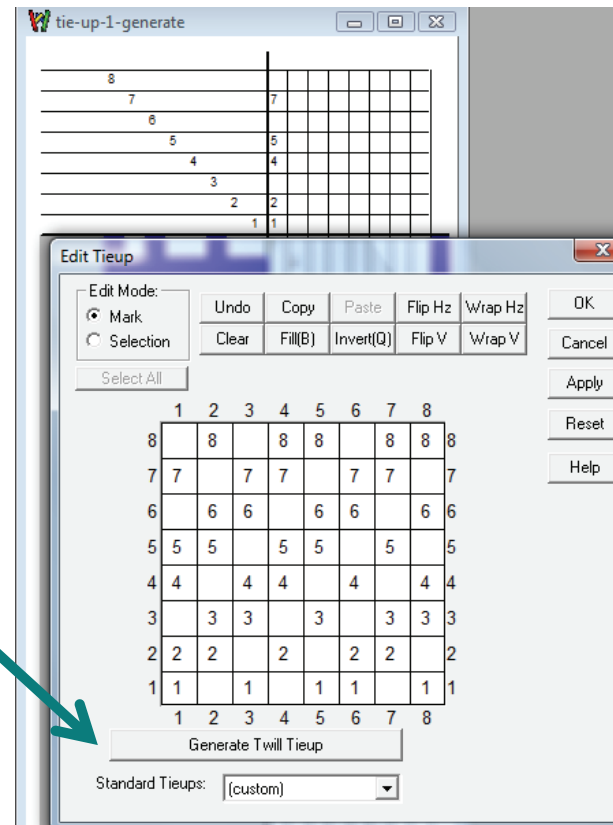 tie-up-1-generate
8
7 7
6
5 5
4 4
3
2 2
1 1
Edit Tieup
Edit Mode:
Mark
Selection
Undo Copy Paste Flip Hz Wrap Hz
Clear Fill(B) Invert(Q) Flip V Wrap V
Select All
OK
Cancel
Apply
Reset
Help
1 2 3 4 5 6 7 8
8 8 8 8 8 8 8
7 7 7 7 7 7 7
6 6 6 6 6 6 6
5 5 5 5 5 5 5
4 4 4 4 4 4 4
3 3 3 3 3 3 3
2 2 2 2 2 2 2
1 1 1 1 1 1 1
1 2 3 4 5 6 7 8
Generate Twill Tieup
Standard Tieups: (custom)